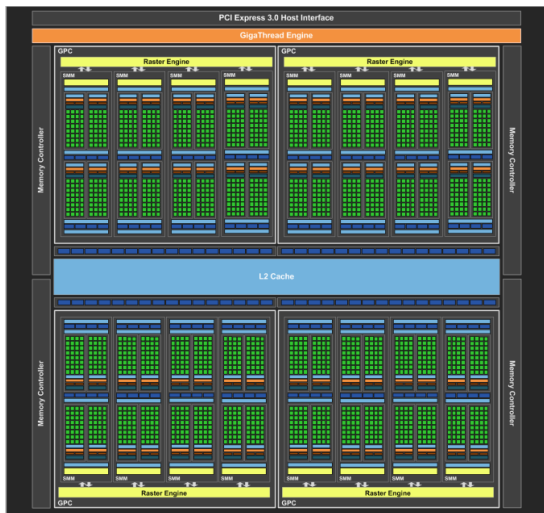 PCI Express 3.0 Host Interface
GigaThread Engine
GPC
GPC
Raster Engine
Raster Engine
SMM
SMM
SMM
SMM
SMM
SMM
SMM
SMM
Memory Controller
Memory Controller
L2 Cache
Memory Controller
Memory Controller
SMM
SMM
SMM
SMM
SMM
SMM
SMM
SMM
Raster Engine
Raster Engine
GPC
GPC